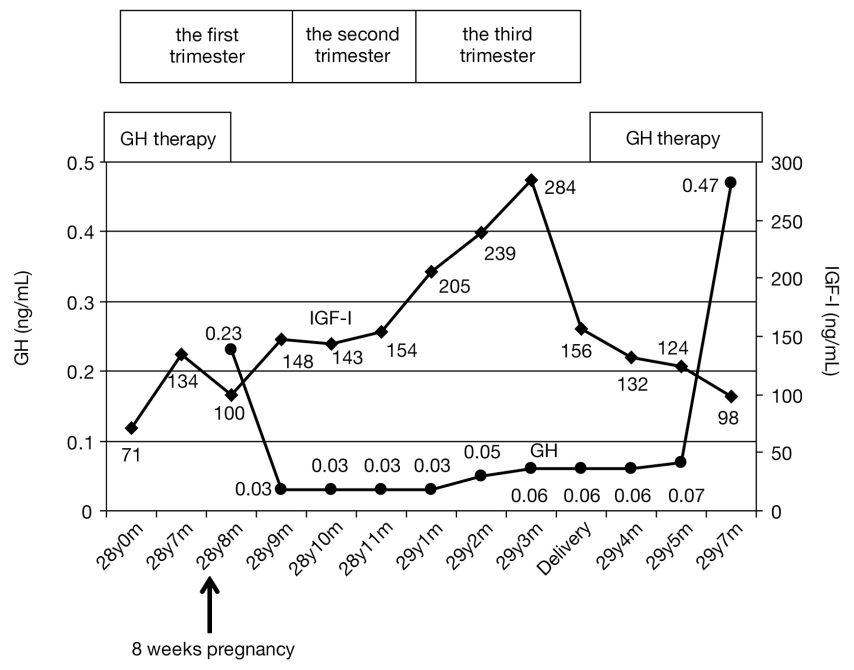 the first
trimester
the second
trimester
the third
trimester
GH therapy
GH therapy
0.5
0.4
0.3
0.2
0.1
0
GH (ng/mL)
300
250
200
150
100
50
0
IGF-I (ng/mL)
IGF-I
71
134
100
148
143
154
205
239
284
156
132
124
98
GH
0.23
0.03
0.03
0.03
0.03
0.05
0.06
0.06
0.06
0.07
0.47
28y0m
28y7m
28y8m
28y9m
28y10m
28y11m
29y1m
29y2m
29y3m
Delivery
29y4m
29y5m
29y7m
8 weeks pregnancy